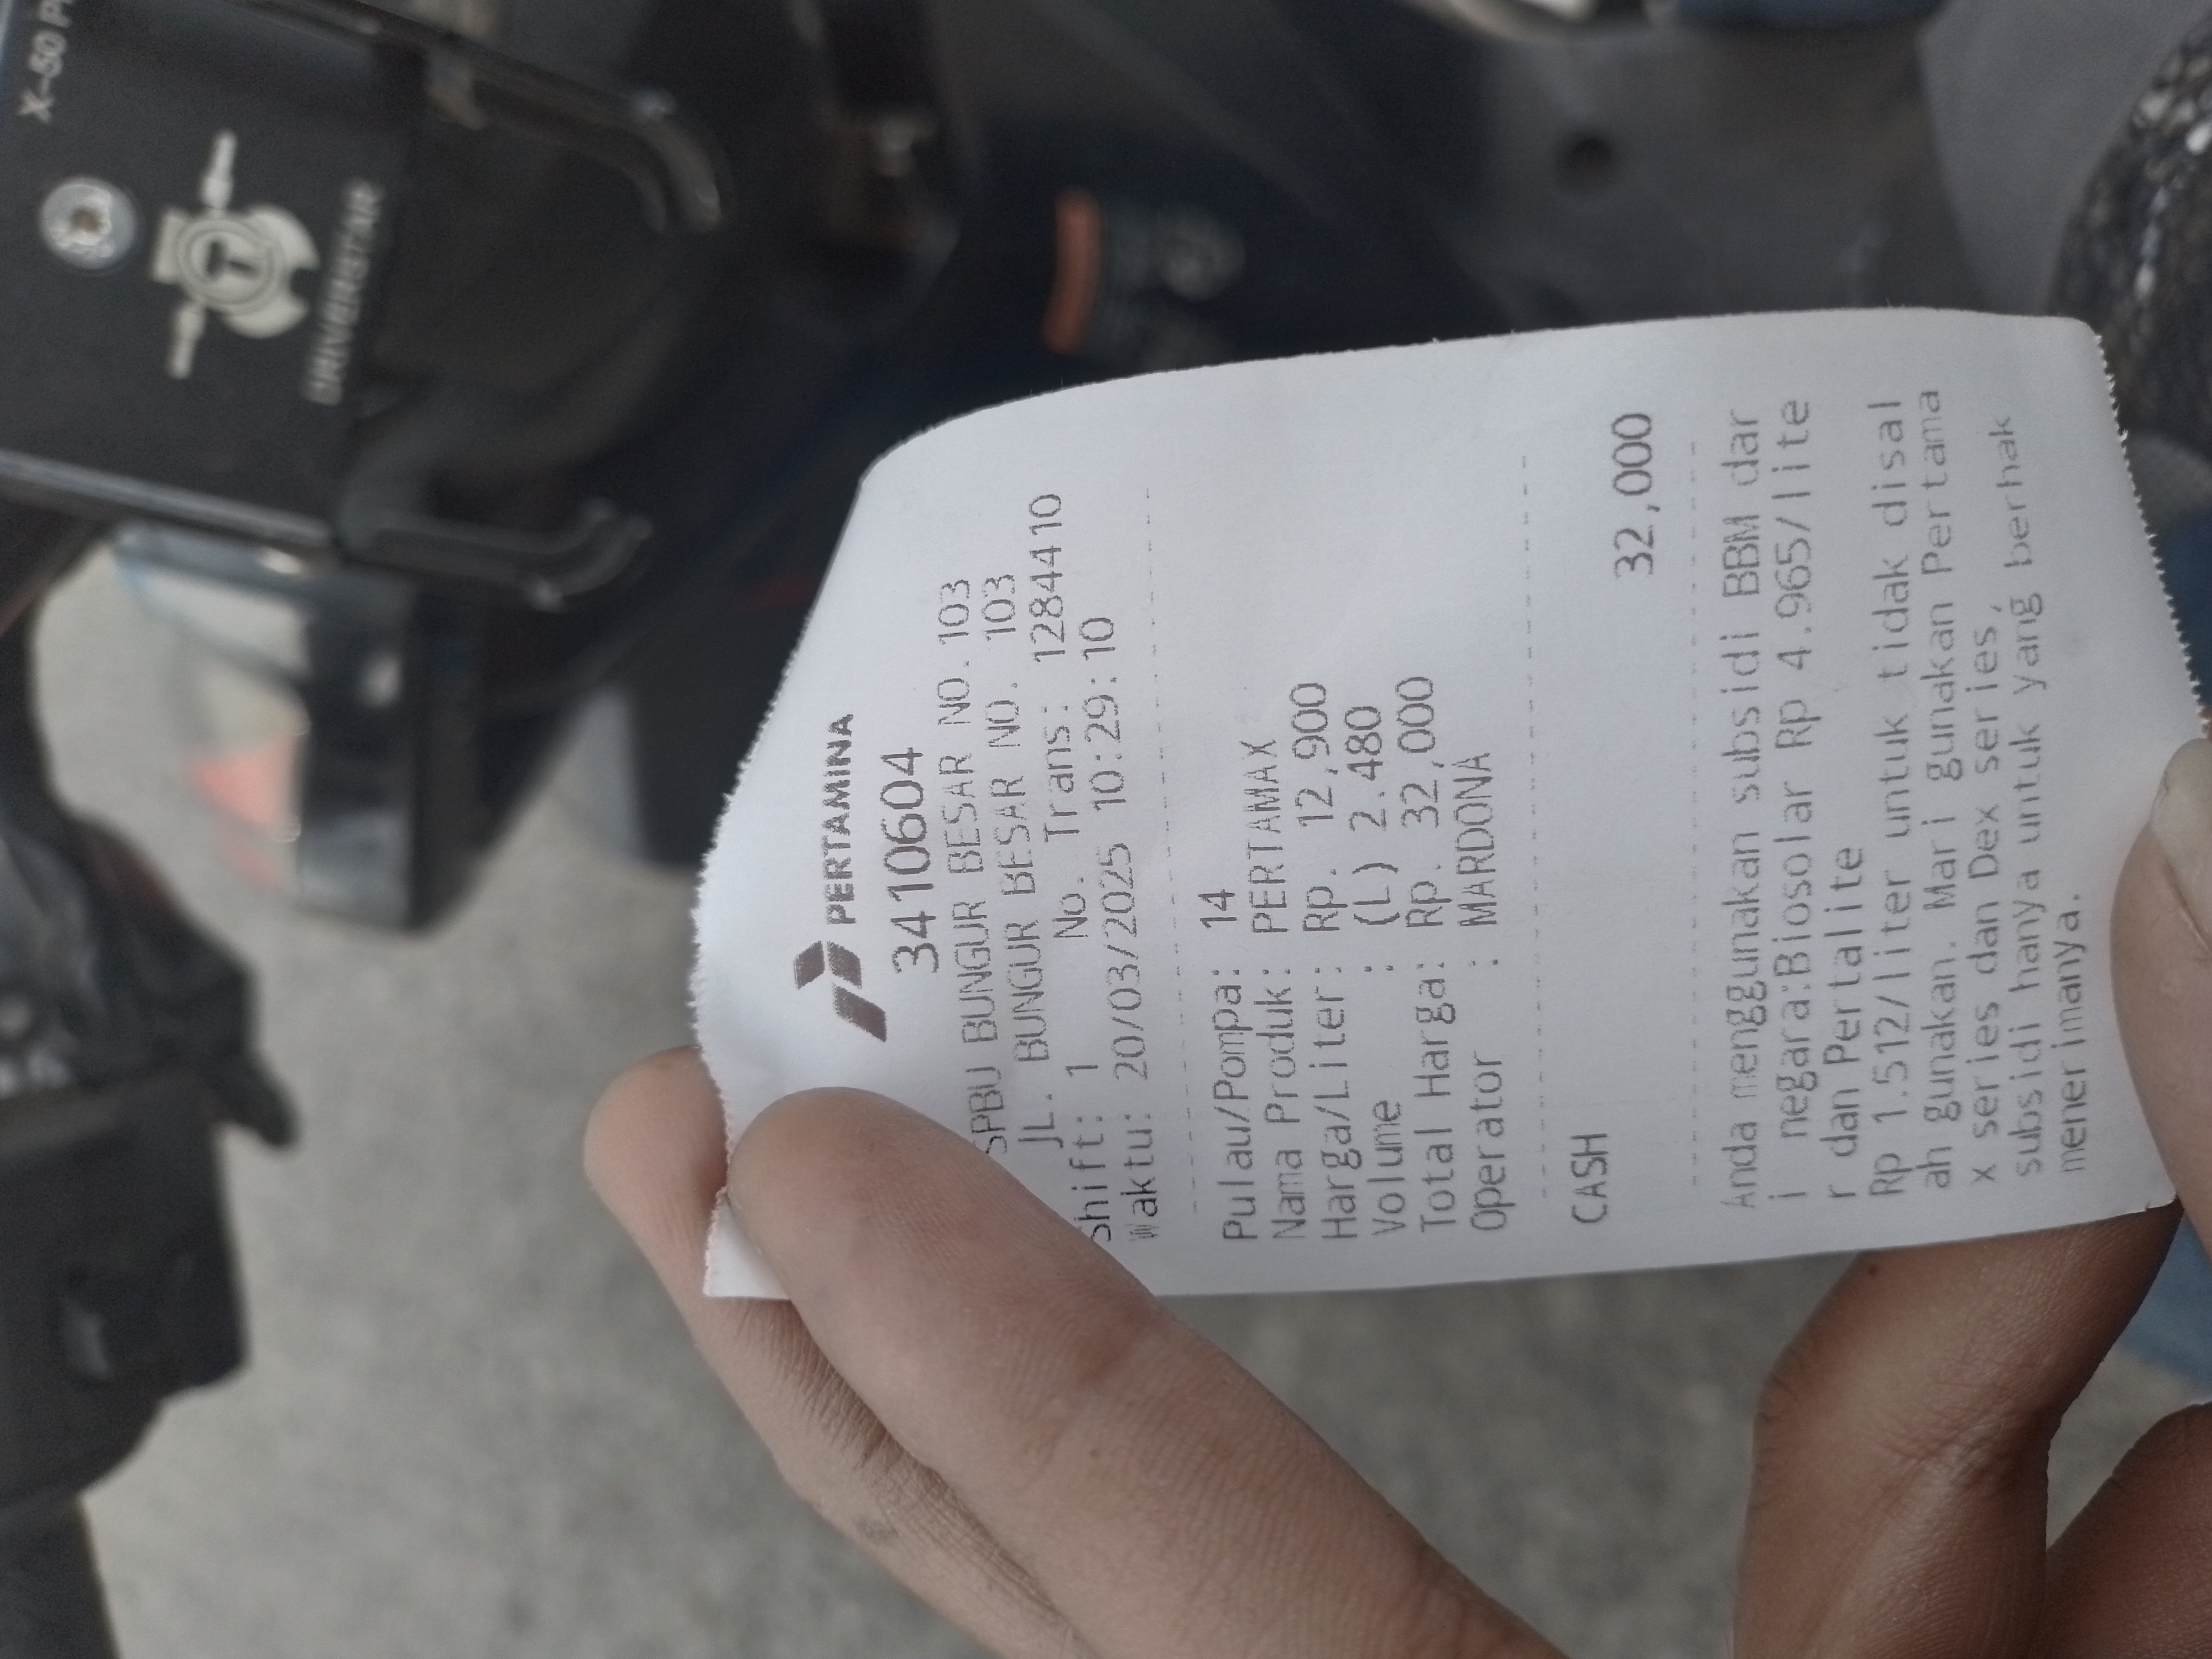 PERTAMINA
3410604
SPBU BUNGUR BESAR NO.103
JL. BUNGUR BESAR NO. 103
Shift: 1 No. Trans: 1284410
Waktu: 20/03/2025 10:29:10
Pulau/Pompa: 14
Nama Produk: PERTAMAX
Harga/Liter: Rp. 12,900
Volume : (L) 2.480
Total Harga: Rp. 32,000
Operator : MARDONA
CASH 32,000
Anda menggunakan subsidi BBM dar
i negara:Biosolar Rp 4.965/lite
r dan Pertalite
Rp 1.512/liter untuk tidak disal
ah gunakan. Mari gunakan Pertama
x series dan Dex series,
subsidi hanya untuk yang berhak
menerimanya.
X-50
DRIVERSTAR